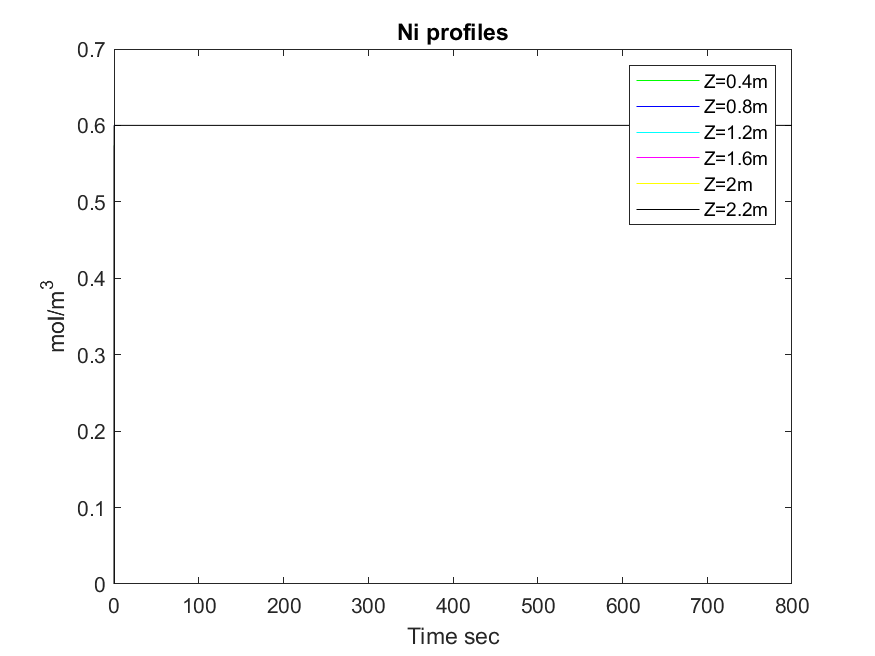 Ni profiles
0.7
0.6
0.5
0.4
0.3
0.2
0.1
0
mol/m³
Z=0.4m
Z=0.8m
Z=1.2m
Z=1.6m
Z=2m
Z=2.2m
0 100 200 300 400 500 600 700 800
Time sec